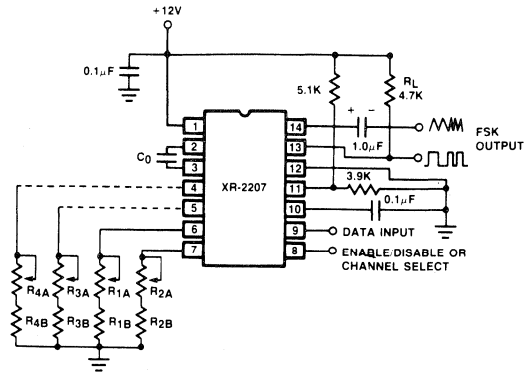 +12V
0.1µF
5.1K
RL
4.7K
+ −
1.0µF
FSK
OUTPUT
C0
XR-2207
1
2
3
4
5
6
7
14
13
12
11
10
9
8
3.9K
0.1µF
DATA INPUT
ENABLE/DISABLE OR
CHANNEL SELECT
R4A R3A R1A R2A
R4B R3B R1B R2B